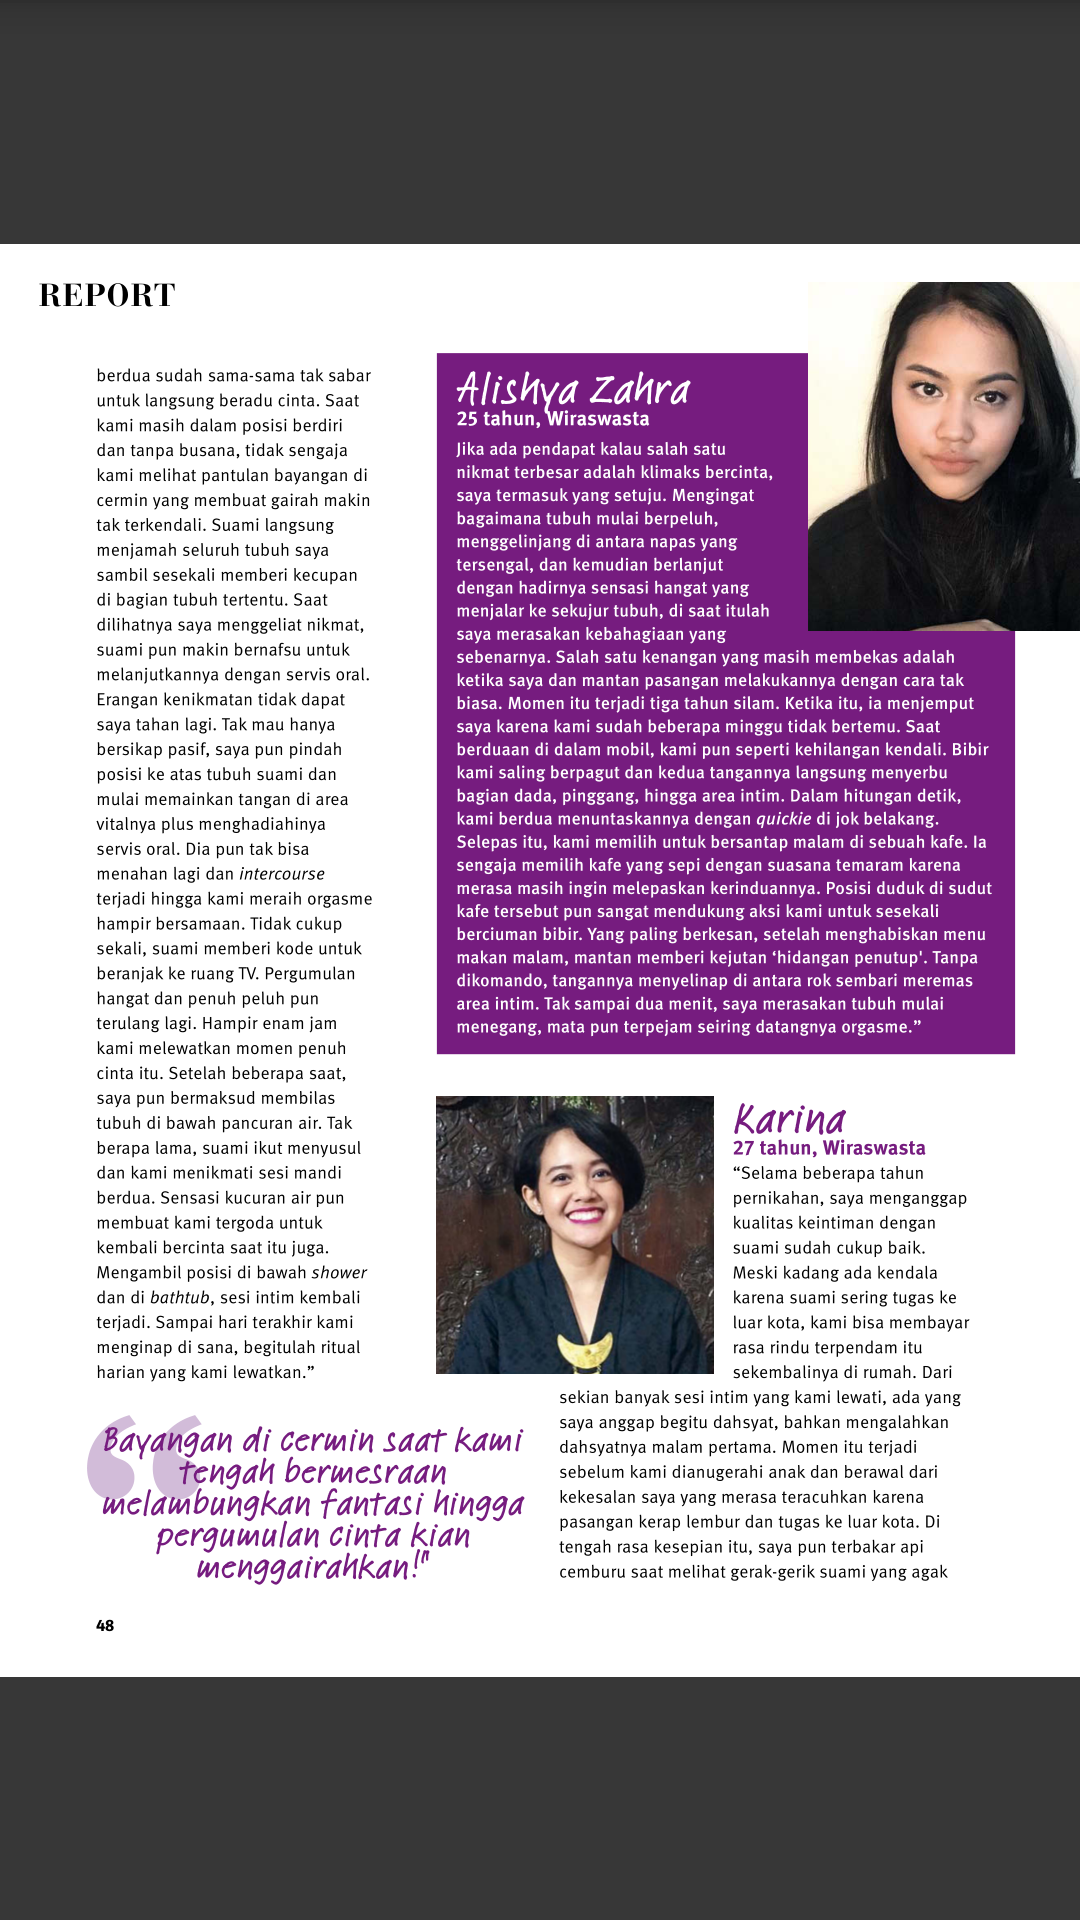 REPORT
berdua sudah sama-sama tak sabar
untuk langsung beradu cinta. Saat
kami masih dalam posisi berdiri
dan tanpa busana, tidak sengaja
kami melihat pantulan bayangan di
cermin yang membuat gairah makin
tak terkendali. Suami langsung
menjamah seluruh tubuh saya
sambil sesekali memberi kecupan
di bagian tubuh tertentu. Saat
dilihatnya saya menggeliat nikmat,
suami pun makin bernafsu untuk
melanjutkannya dengan servis oral.
Erangan kenikmatan tidak dapat
saya tahan lagi. Tak mau hanya
bersikap pasif, saya pun pindah
posisi ke atas tubuh suami dan
mulai memainkan tangan di area
vitalnya plus menghadiahinya
servis oral. Dia pun tak bisa
menahan lagi dan intercourse
terjadi hingga kami meraih orgasme
hampir bersamaan. Tidak cukup
sekali, suami memberi kode untuk
beranjak ke ruang TV. Pergumulan
hangat dan penuh peluh pun
terulang lagi. Hampir enam jam
kami melewatkan momen penuh
cinta itu. Setelah beberapa saat,
saya pun bermaksud membilas
tubuh di bawah pancuran air. Tak
berapa lama, suami ikut menyusul
dan kami menikmati sesi mandi
berdua. Sensasi kucuran air pun
membuat kami tergoda untuk
kembali bercinta saat itu juga.
Mengambil posisi di bawah shower
dan di bathtub, sesi intim kembali
terjadi. Sampai hari terakhir kami
menginap di sana, begitulah ritual
harian yang kami lewatkan.”
“Bayangan di cermin saat kami
tengah bermesraan
melambungkan fantasi hingga
pergumulan cinta kian
menggairahkan!"
Alishya Zahra
25 tahun, Wiraswasta
Jika ada pendapat kalau salah satu
nikmat terbesar adalah klimaks bercinta,
saya termasuk yang setuju. Mengingat
bagaimana tubuh mulai berpeluh,
menggelinjang di antara napas yang
tersengal, dan kemudian berlanjut
dengan hadirnya sensasi hangat yang
menjalar ke sekujur tubuh, di saat itulah
saya merasakan kebahagiaan yang
sebenarnya. Salah satu kenangan yang masih membekas adalah
ketika saya dan mantan pasangan melakukannya dengan cara tak
biasa. Momen itu terjadi tiga tahun silam. Ketika itu, ia menjemput
saya karena kami sudah beberapa minggu tidak bertemu. Saat
berduaan di dalam mobil, kami pun seperti kehilangan kendali. Bibir
kami saling berpagut dan kedua tangannya langsung menyerbu
bagian dada, pinggang, hingga area intim. Dalam hitungan detik,
kami berdua menuntaskannya dengan quickie di jok belakang.
Selepas itu, kami memilih untuk bersantap malam di sebuah kafe. Ia
sengaja memilih kafe yang sepi dengan suasana temaram karena
merasa masih ingin melepaskan kerinduannya. Posisi duduk di sudut
kafe tersebut pun sangat mendukung aksi kami untuk sesekali
berciuman bibir. Yang paling berkesan, setelah menghabiskan menu
makan malam, mantan memberi kejutan ‘hidangan penutup'. Tanpa
dikomando, tangannya menyelinap di antara rok sembari meremas
area intim. Tak sampai dua menit, saya merasakan tubuh mulai
menegang, mata pun terpejam seiring datangnya orgasme.”
Karina
27 tahun, Wiraswasta
“Selama beberapa tahun
pernikahan, saya menganggap
kualitas keintiman dengan
suami sudah cukup baik.
Meski kadang ada kendala
karena suami sering tugas ke
luar kota, kami bisa membayar
rasa rindu terpendam itu
sekembalinya di rumah. Dari
sekian banyak sesi intim yang kami lewati, ada yang
saya anggap begitu dahsyat, bahkan mengalahkan
dahsyatnya malam pertama. Momen itu terjadi
sebelum kami dianugerahi anak dan berawal dari
kekesalan saya yang merasa teracuhkan karena
pasangan kerap lembur dan tugas ke luar kota. Di
tengah rasa kesepian itu, saya pun terbakar api
cemburu saat melihat gerak-gerik suami yang agak
48